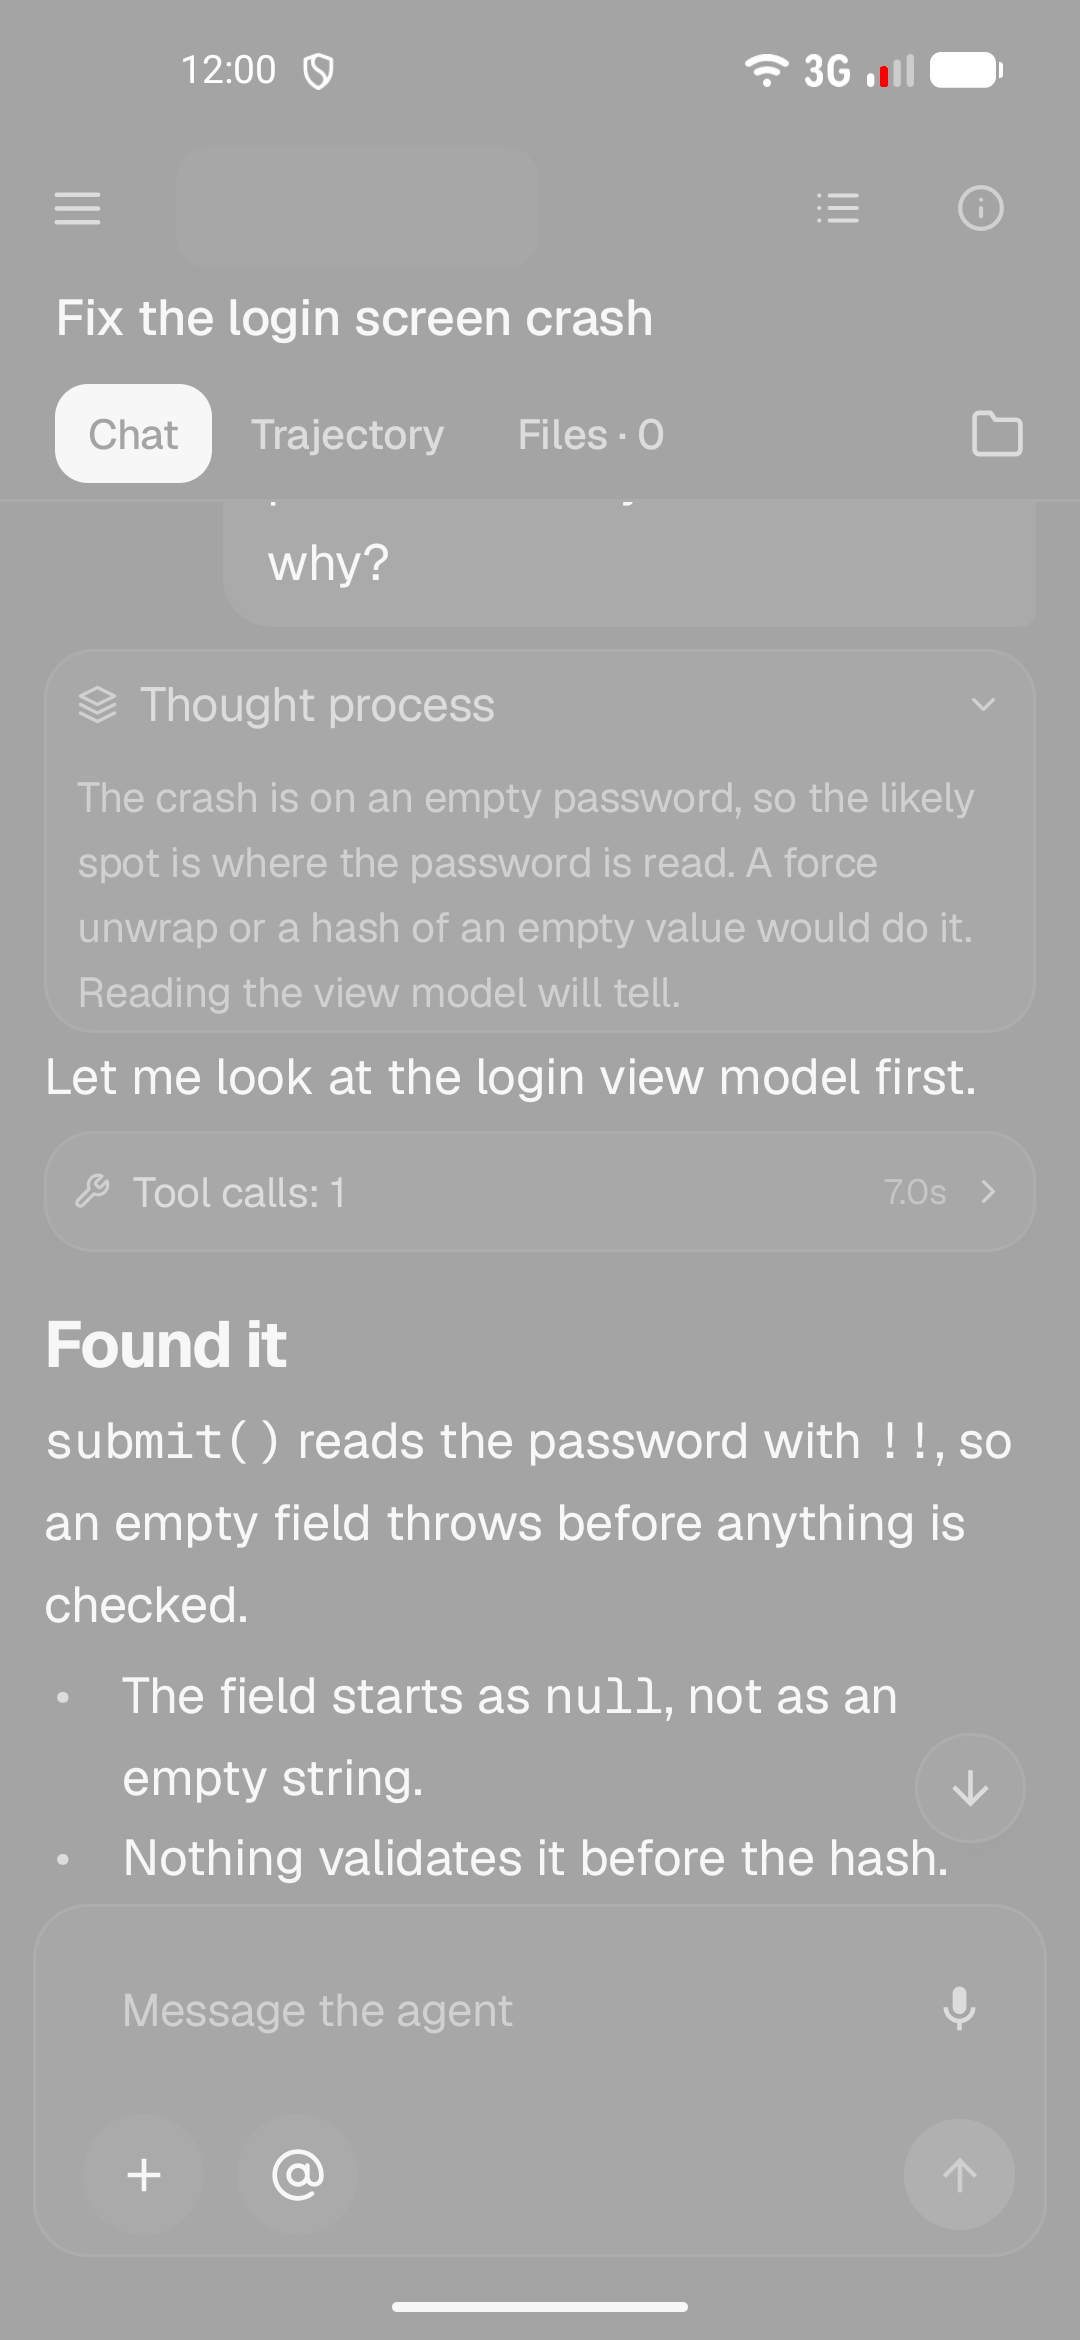 12:00
3G
Fix the login screen crash
Chat
Trajectory
Files · 0
why?
Thought process
The crash is on an empty password, so the likely
spot is where the password is read. A force
unwrap or a hash of an empty value would do it.
Reading the view model will tell.
Let me look at the login view model first.
Tool calls: 1
7.0s
Found it
submit() reads the password with !!, so
an empty field throws before anything is
checked.
• The field starts as null, not as an
empty string.
• Nothing validates it before the hash.
Message the agent